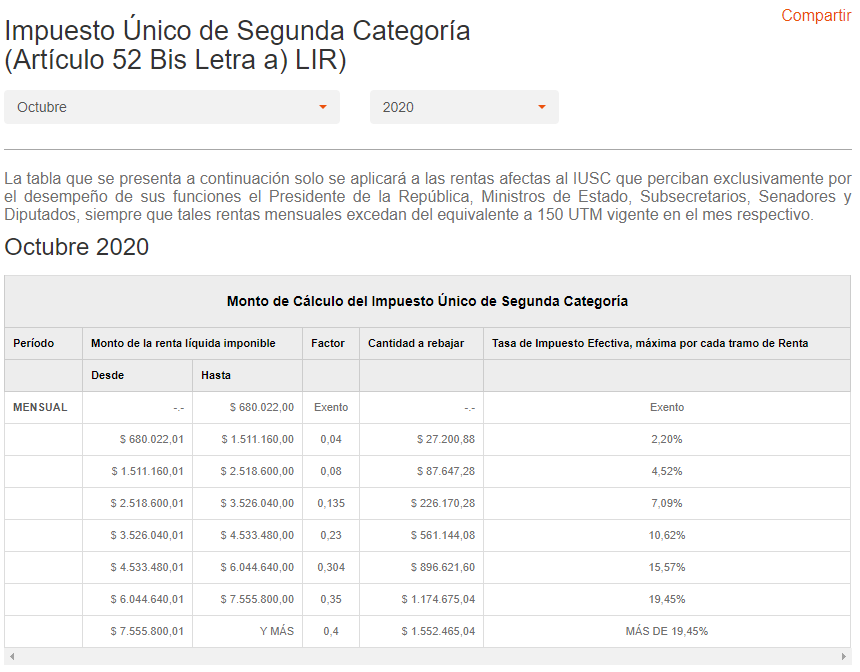 Compartir
Impuesto Único de Segunda Categoría
(Artículo 52 Bis Letra a) LIR)
Octubre 2020
La tabla que se presenta a continuación solo se aplicará a las rentas afectas al IUSC que perciban exclusivamente por
el desempeño de sus funciones el Presidente de la República, Ministros de Estado, Subsecretarios, Senadores y
Diputados, siempre que tales rentas mensuales excedan del equivalente a 150 UTM vigente en el mes respectivo.
Octubre 2020
Monto de Cálculo del Impuesto Único de Segunda Categoría
Período Monto de la renta líquida imponible Factor Cantidad a rebajar Tasa de Impuesto Efectiva, máxima por cada tramo de Renta
Desde Hasta
MENSUAL -.- $ 680.022,00 Exento -.- Exento
$ 680.022,01 $ 1.511.160,00 0,04 $ 27.200,88 2,20%
$ 1.511.160,01 $ 2.518.600,00 0,08 $ 87.647,28 4,52%
$ 2.518.600,01 $ 3.526.040,00 0,135 $ 226.170,28 7,09%
$ 3.526.040,01 $ 4.533.480,00 0,23 $ 561.144,08 10,62%
$ 4.533.480,01 $ 6.044.640,00 0,304 $ 896.621,60 15,57%
$ 6.044.640,01 $ 7.555.800,00 0,35 $ 1.174.675,04 19,45%
$ 7.555.800,01 Y MÁS 0,4 $ 1.552.465,04 MÁS DE 19,45%